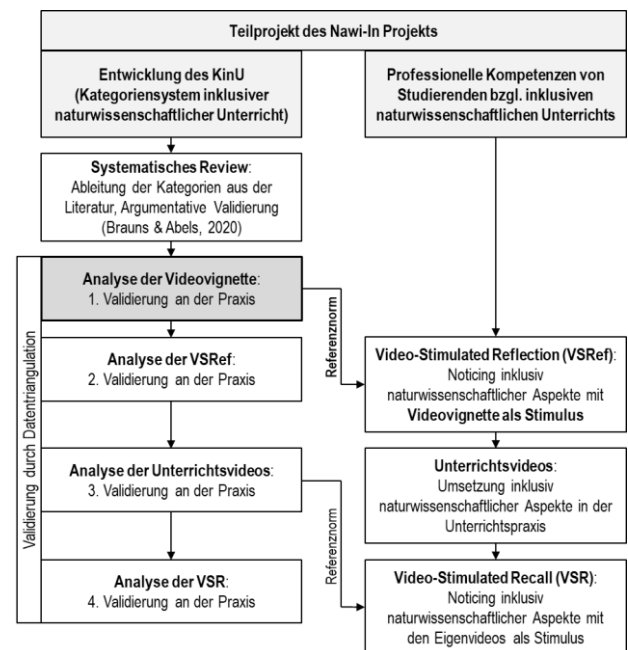 Teilprojekt des Nawi-In Projekts
Entwicklung des KinU
(Kategoriensystem inklusiver
naturwissenschaftlicher Unterricht)
Professionelle Kompetenzen von
Studierenden bzgl. inklusiven
naturwissenschaftlichen Unterrichts
Systematisches Review:
Ableitung der Kategorien aus der
Literatur, Argumentative Validierung
(Brauns & Abels, 2020)
Validierung durch Datentriangulation
Analyse der Videovignette:
1. Validierung an der Praxis
Referenznorm
Analyse der VSRef:
2. Validierung an der Praxis
Video-Stimulated Reflection (VSRef):
Noticing inklusiv
naturwissenschaftlicher Aspekte mit
Videovignette als Stimulus
Analyse der Unterrichtsvideos:
3. Validierung an der Praxis
Unterrichtsvideos:
Umsetzung inklusiv
naturwissenschaftlicher Aspekte in der
Unterrichtspraxis
Referenznorm
Analyse der VSR:
4. Validierung an der Praxis
Video-Stimulated Recall (VSR):
Noticing inklusiv
naturwissenschaftlicher Aspekte mit
den Eigenvideos als Stimulus